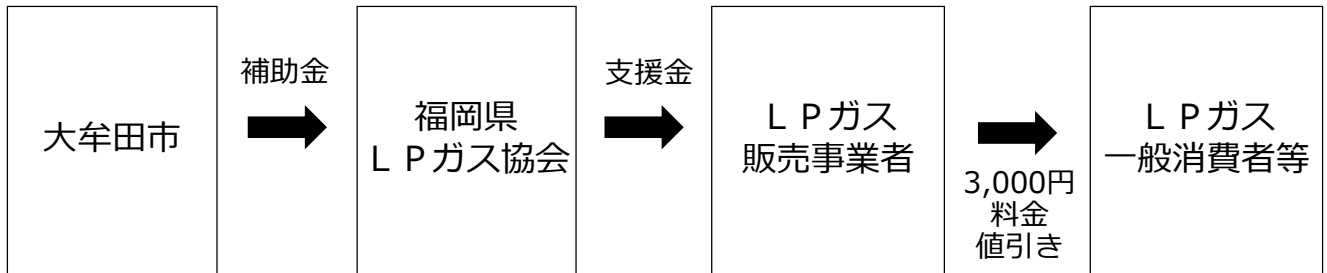 大牟田市
補助金
福岡県
ＬＰガス協会
支援金
ＬＰガス
販売事業者
3,000円
料金
値引き
ＬＰガス
一般消費者等